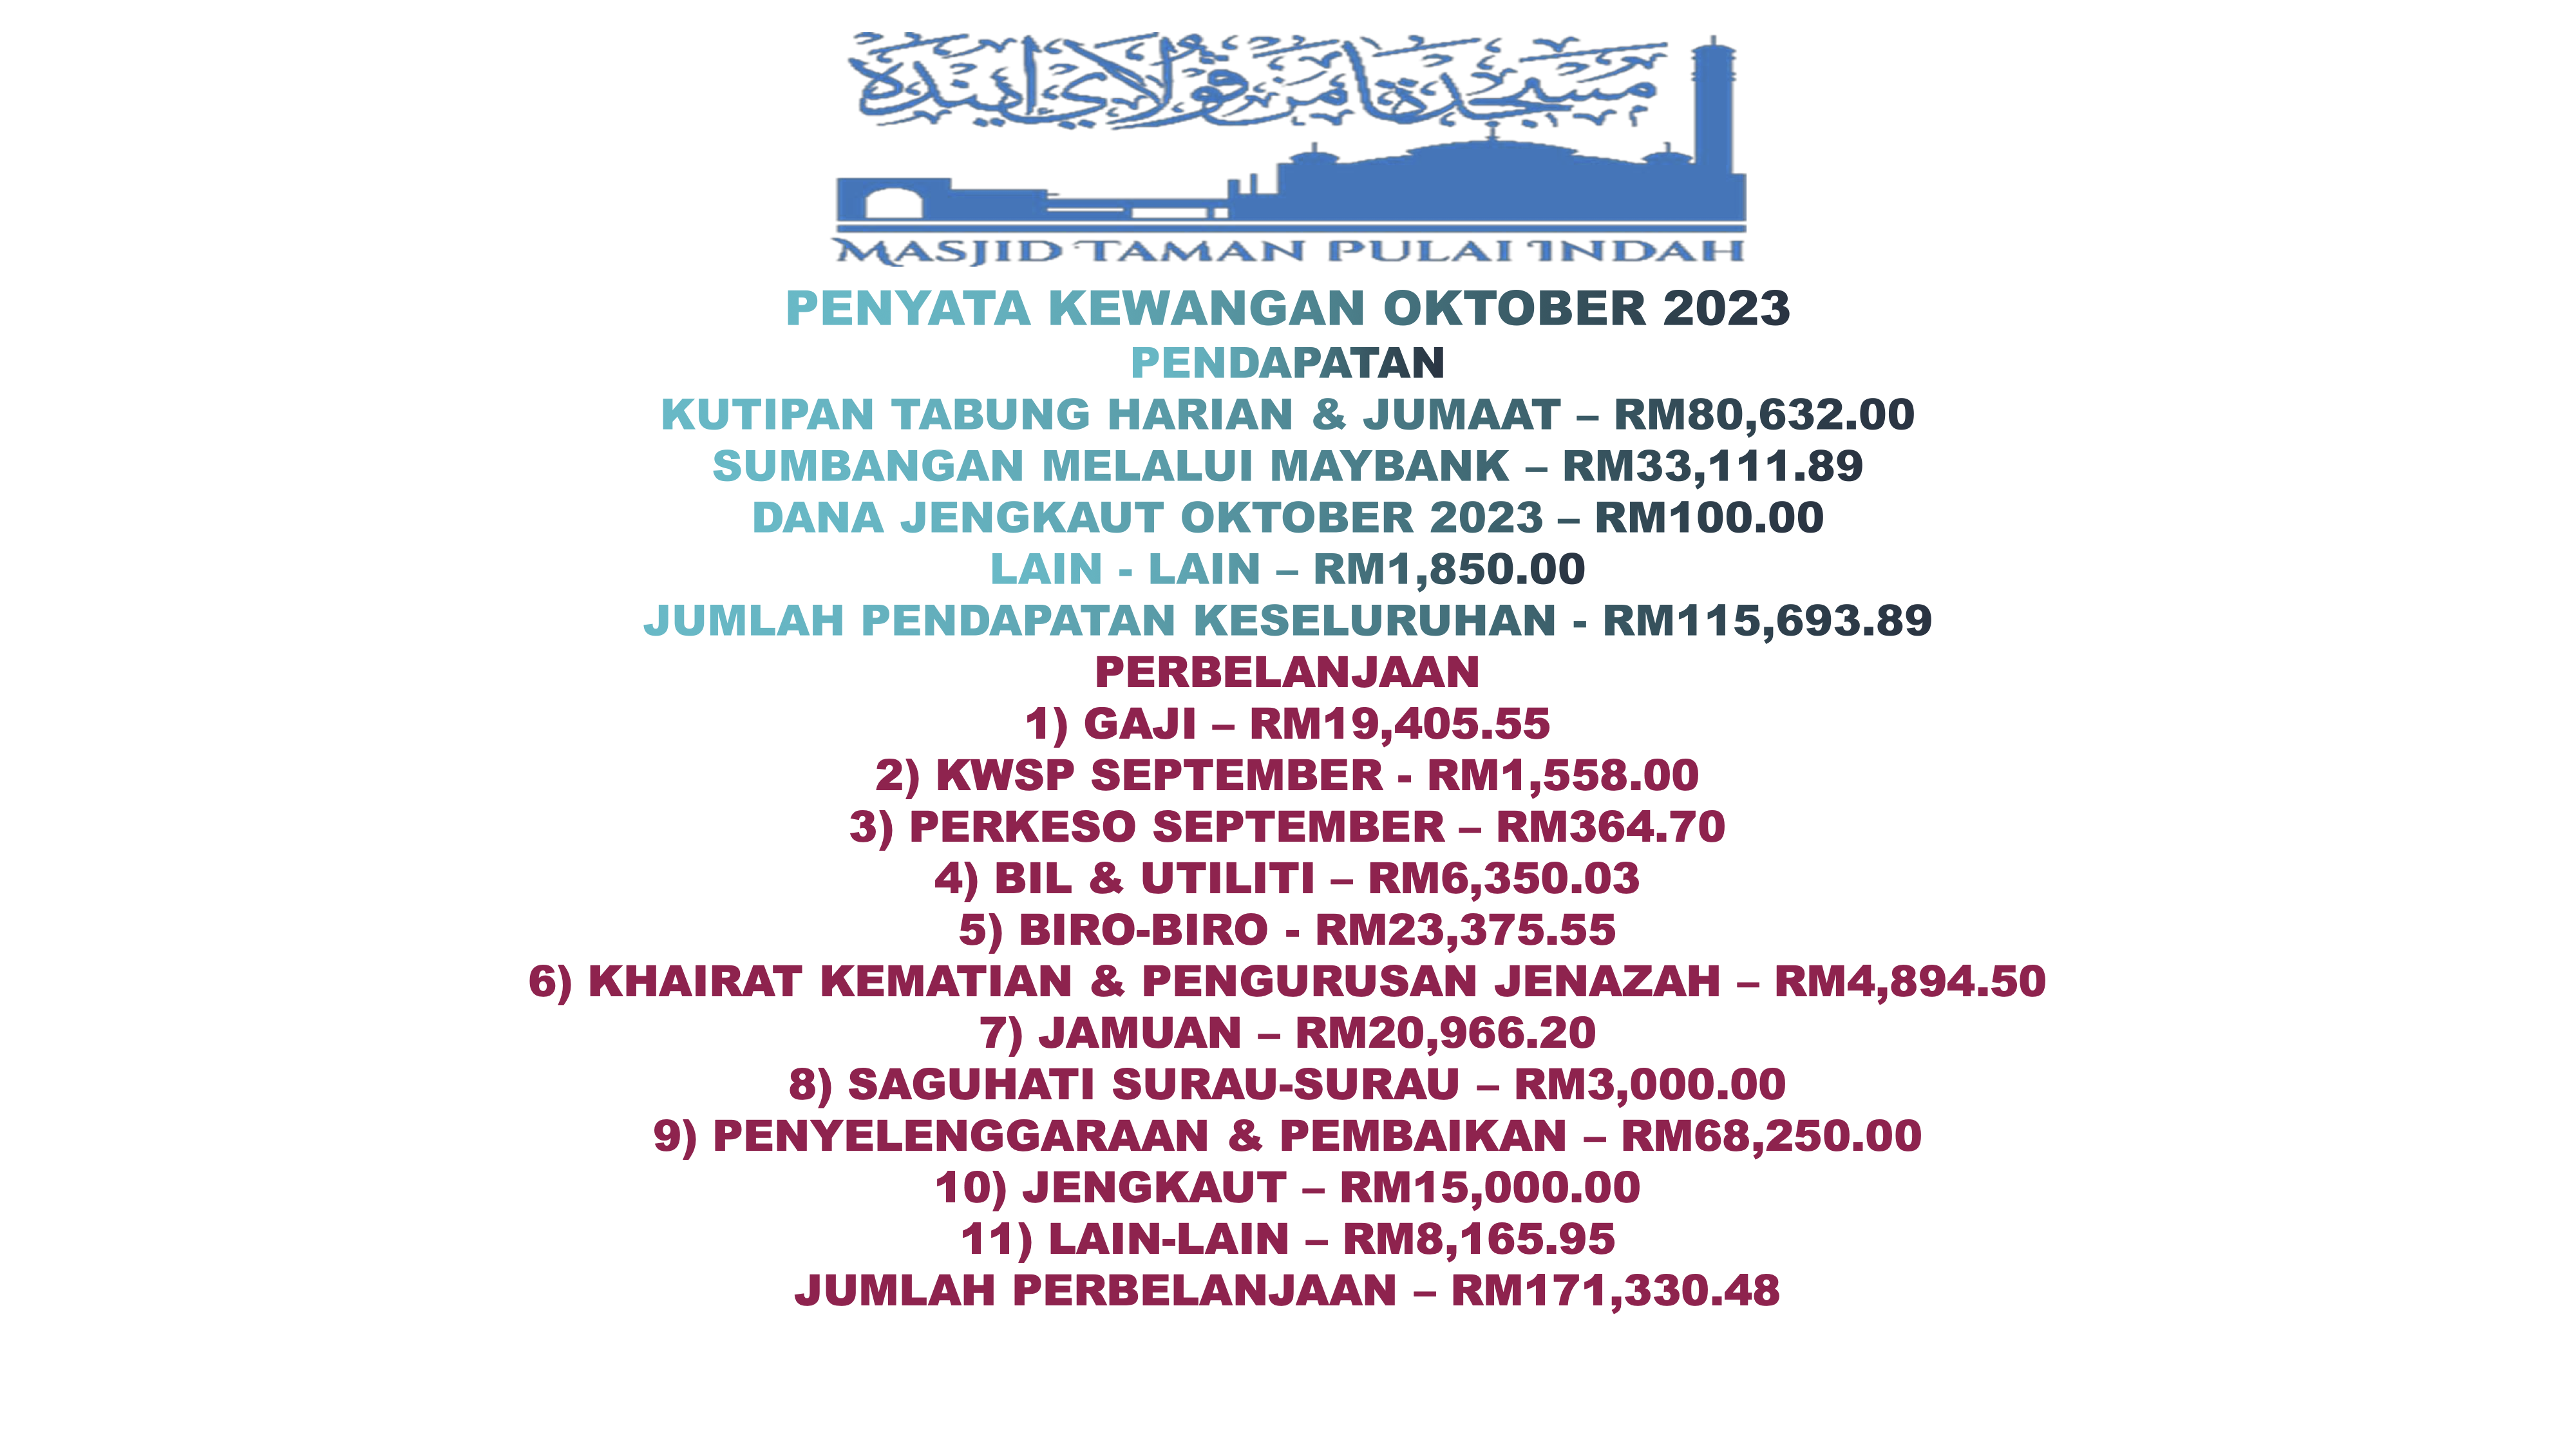 مسجد تامن ڤولاي اينده
MASJID TAMAN PULAI INDAH
PENYATA KEWANGAN OKTOBER 2023
PENDAPATAN
KUTIPAN TABUNG HARIAN & JUMAAT – RM80,632.00
SUMBANGAN MELALUI MAYBANK – RM33,111.89
DANA JENGKAUT OKTOBER 2023 – RM100.00
LAIN - LAIN – RM1,850.00
JUMLAH PENDAPATAN KESELURUHAN - RM115,693.89
PERBELANJAAN
1) GAJI – RM19,405.55
2) KWSP SEPTEMBER - RM1,558.00
3) PERKESO SEPTEMBER – RM364.70
4) BIL & UTILITI – RM6,350.03
5) BIRO-BIRO - RM23,375.55
6) KHAIRAT KEMATIAN & PENGURUSAN JENAZAH – RM4,894.50
7) JAMUAN – RM20,966.20
8) SAGUHATI SURAU-SURAU – RM3,000.00
9) PENYELENGGARAAN & PEMBAIKAN – RM68,250.00
10) JENGKAUT – RM15,000.00
11) LAIN-LAIN – RM8,165.95
JUMLAH PERBELANJAAN – RM171,330.48